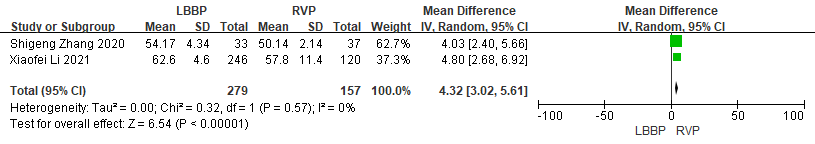 LBBP RVP Mean Difference Mean Difference
Study or Subgroup Mean SD Total Mean SD Total Weight IV, Random, 95% CI IV, Random, 95% CI
Shigeng Zhang 2020 54.17 4.34 33 50.14 2.14 37 62.7% 4.03 [2.40, 5.66]
Xiaofei Li 2021 62.6 4.6 246 57.8 11.4 120 37.3% 4.80 [2.68, 6.92]
Total (95% CI) 279 157 100.0% 4.32 [3.02, 5.61]
Heterogeneity: Tau² = 0.00; Chi² = 0.32, df = 1 (P = 0.57); I² = 0%
Test for overall effect: Z = 6.54 (P < 0.00001)
-100 -50 0 50 100
LBBP RVP